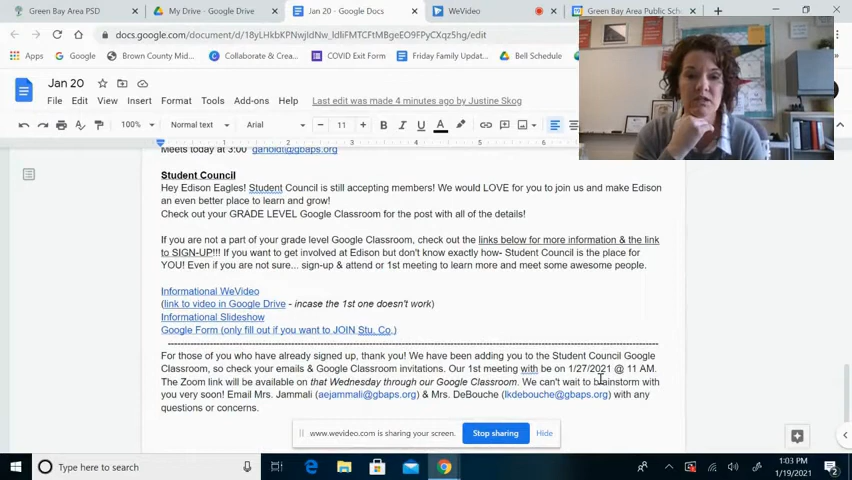 Green Bay Area PSD
My Drive - Google Drive
Jan 20 - Google Docs
WeVideo
Green Bay Area Public Sch
docs.google.com/document/d/18yLHkbKPNwjIdNw_ldliFMTCFtMBgeEO9FPyCXqz5hg/edit
Apps
Google
Brown County Mid
Collaborate & Creat
COVID Exit Form
Friday Family Updat
Bell Schedule
Jan 20
File Edit View Insert Format Tools Add-ons Help Last edit was made 4 minutes ago by Justine Skog
100% Normal text Arial 11 B I U A
Meets today at 3:00
Student Council
Hey Edison Eagles! Student Council is still accepting members! We would LOVE for you to join us and make Edison
an even better place to learn and grow!
Check out your GRADE LEVEL Google Classroom for the post with all of the details!
If you are not a part of your grade level Google Classroom, check out the links below for more information & the link
to SIGN-UP!!! If you want to get involved at Edison but don't know exactly how- Student Council is the place for
YOU! Even if you are not sure... sign-up & attend or 1st meeting to learn more and meet some awesome people.
Informational WeVideo
(link to video in Google Drive - incase the 1st one doesn't work)
Informational Slideshow
Google Form (only fill out if you want to JOIN Stu. Co.)
For those of you who have already signed up, thank you! We have been adding you to the Student Council Google
Classroom, so check your emails & Google Classroom invitations. Our 1st meeting with be on 1/27/2021 @ 11 AM.
The Zoom link will be available on that Wednesday through our Google Classroom. We can't wait to brainstorm with
you very soon! Email Mrs. Jammali (aejammali@gbaps.org) & Mrs. DeBouche (lkdebouche@gbaps.org) with any
questions or concerns.
www.wevideo.com is sharing your screen. Stop sharing Hide
Type here to search
1:03 PM
1/19/2021
2